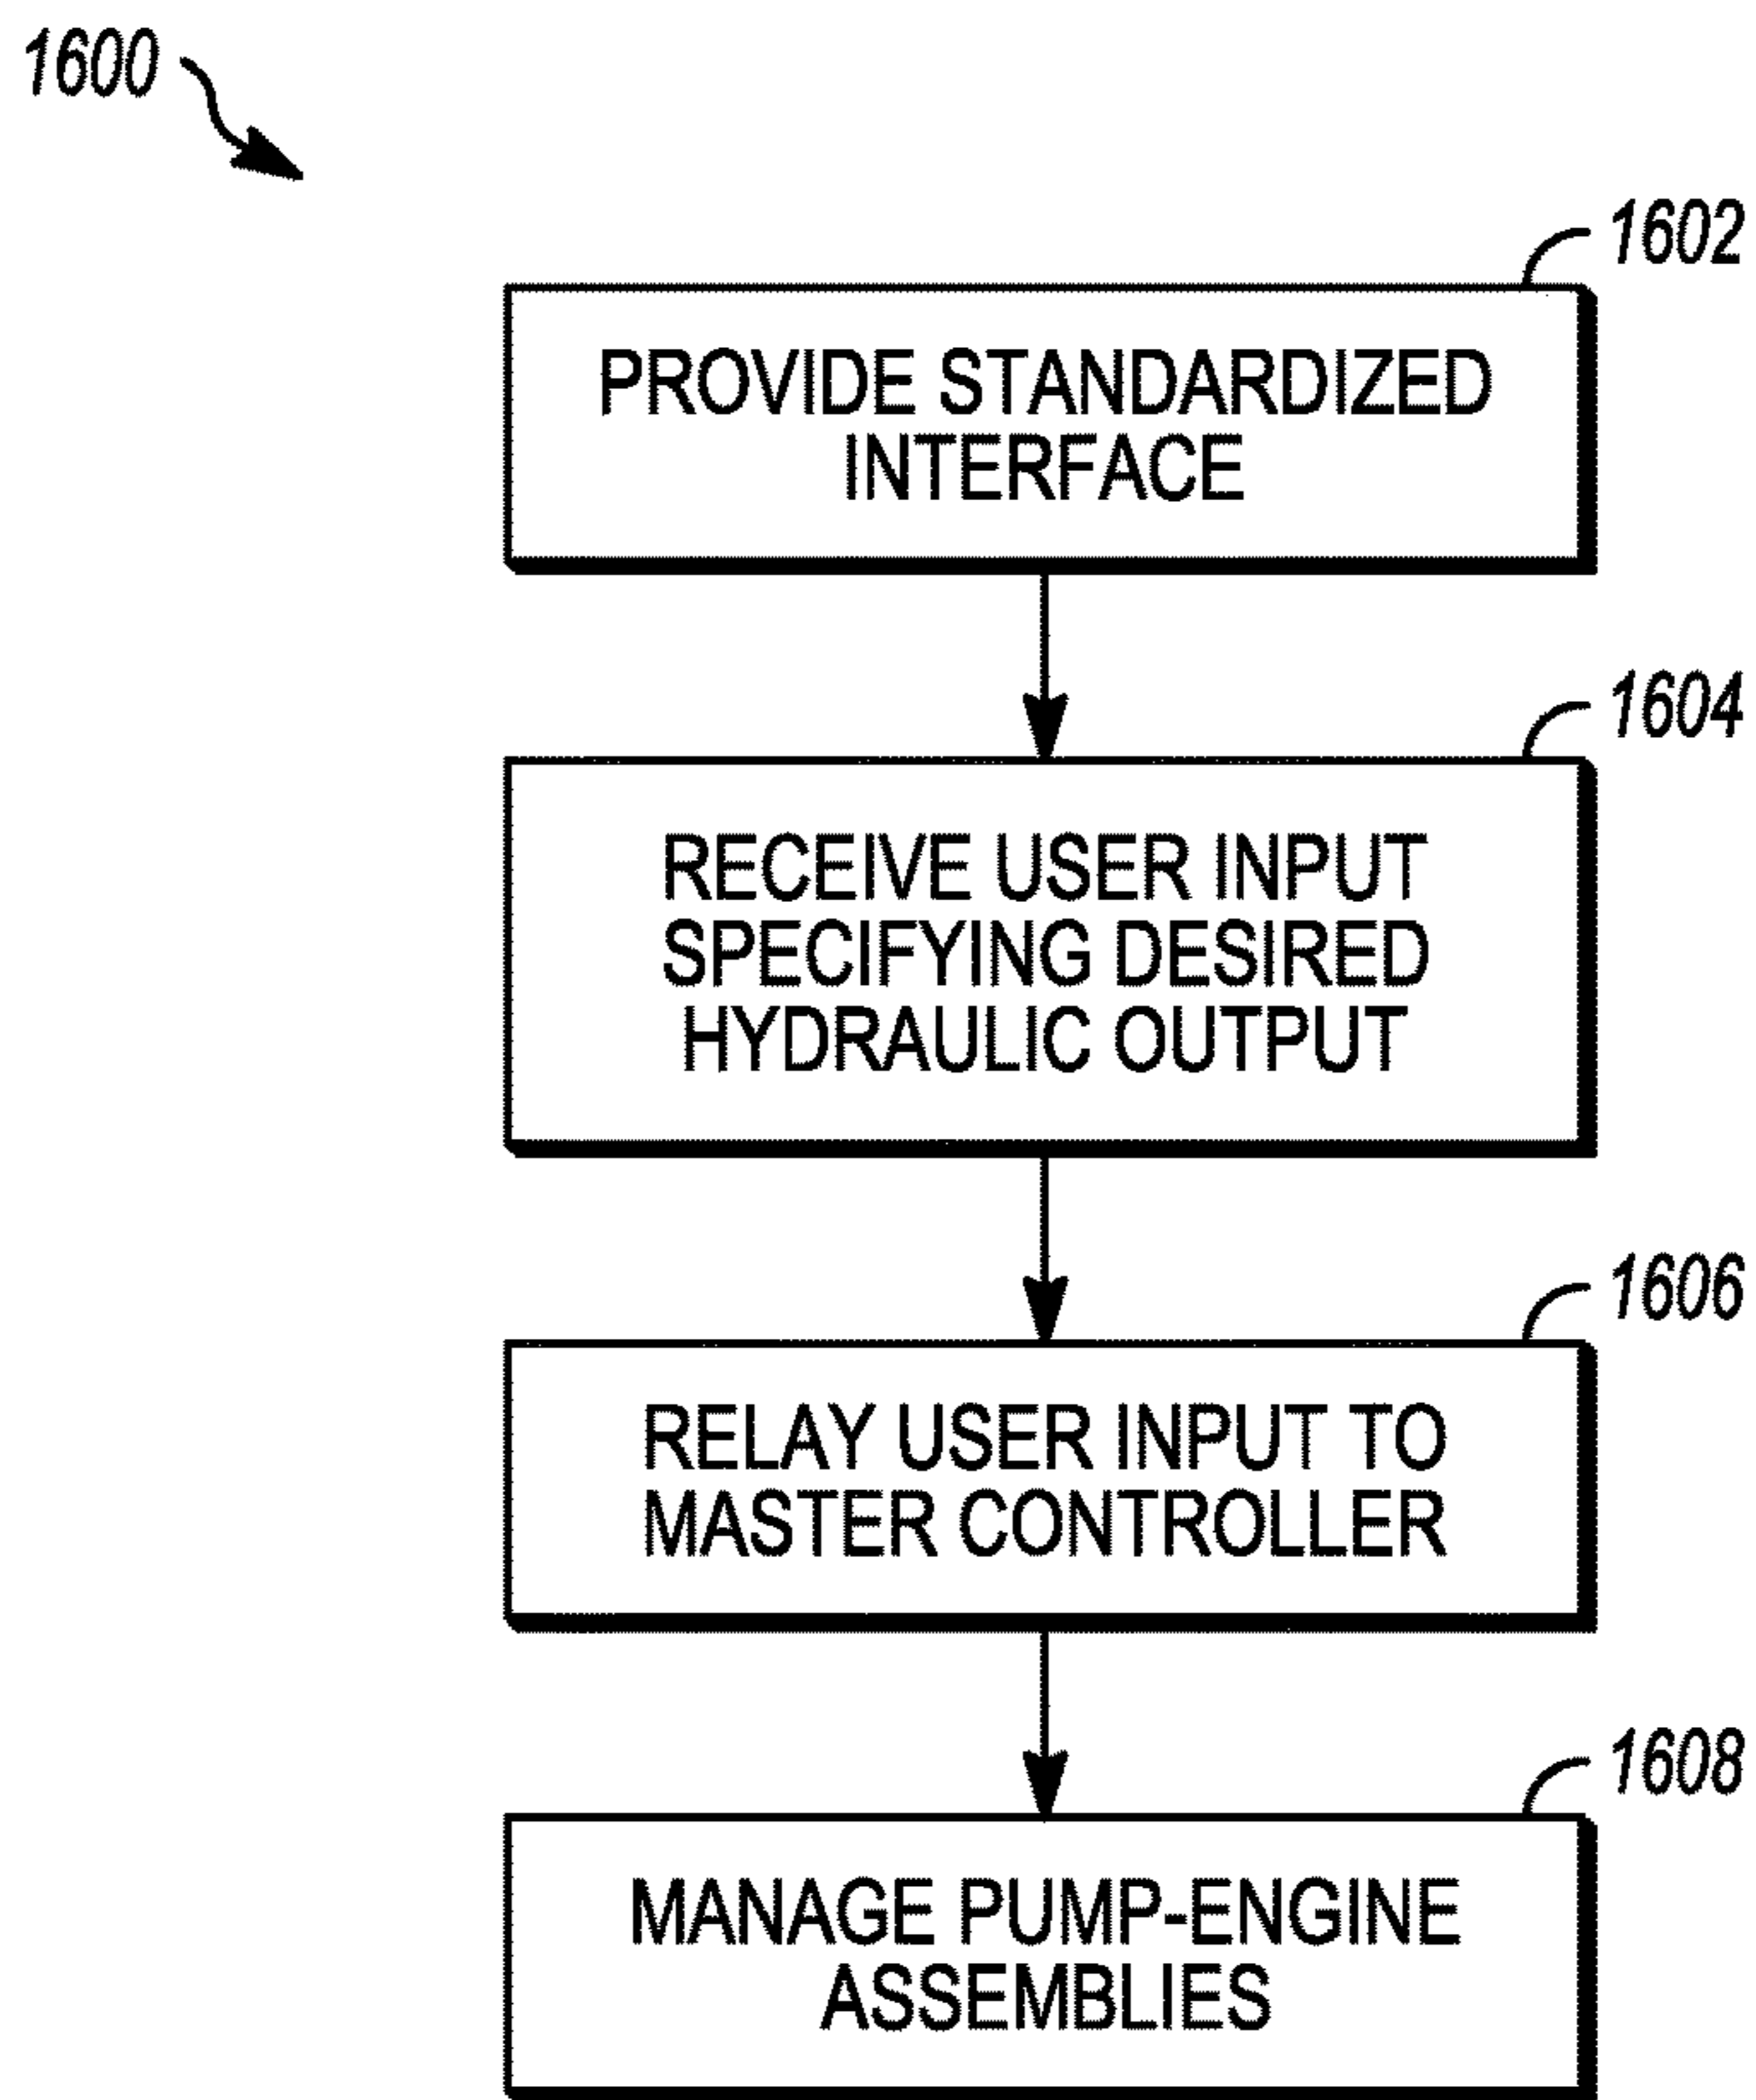 1600
1602
PROVIDE STANDARDIZED
INTERFACE
1604
RECEIVE USER INPUT
SPECIFYING DESIRED
HYDRAULIC OUTPUT
1606
RELAY USER INPUT TO
MASTER CONTROLLER
1608
MANAGE PUMP-ENGINE
ASSEMBLIES